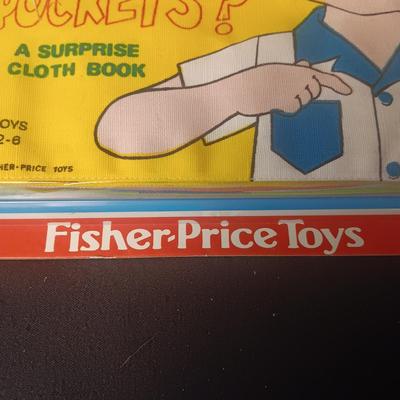 POCKETS?
A SURPRISE
CLOTH BOOK
OYS
2-6
HER-PRICE TOYS
Fisher-Price Toys